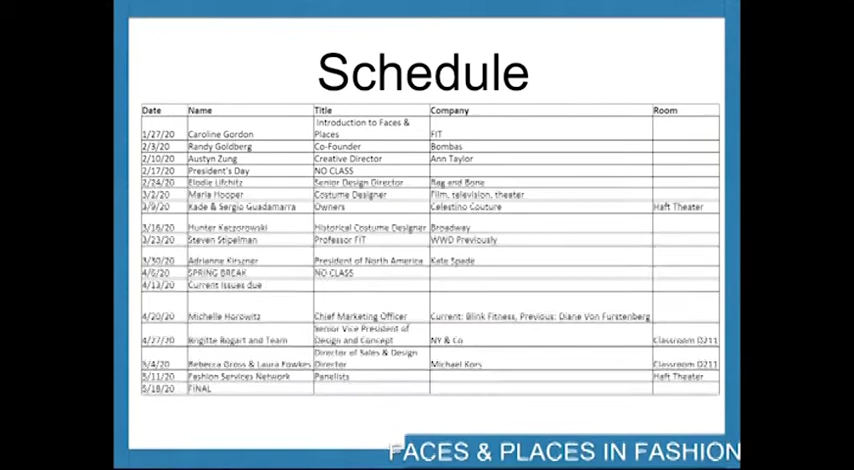 Schedule
Date Name Title Company Room
1/27/20 Caroline Gordon Introduction to Faces & Places FIT
2/3/20 Randy Goldberg Co-Founder Bombas
2/10/20 Austyn Zung Creative Director Ann Taylor
2/17/20 President's Day NO CLASS
2/24/20 Elodie Lifchitz Senior Design Director Rag and Bone
3/2/20 Maria Hooper Costume Designer Film, television, theater
3/9/20 Kade & Sergio Guadarrama Owners Celestino Couture Haft Theater
3/16/20 Hunter Kaczorowski Historical Costume Designer Broadway
3/23/20 Steven Stipelman Professor FIT WWD Previously
3/30/20 Adrianne Kirszner President of North America Kate Spade
4/6/20 SPRING BREAK NO CLASS
4/13/20 Current Issues due
4/20/20 Michelle Horowitz Chief Marketing Officer Current: Blink Fitness, Previous: Diane Von Furstenberg
4/27/20 Brigitte Bogart and Team Senior Vice President of Design and Concept NY & Co Classroom D211
5/4/20 Rebecca Gross & Laura Fowkes Director of Sales & Design Director Michael Kors Classroom D211
5/11/20 Fashion Services Network Panelists Haft Theater
5/18/20 FINAL
FACES & PLACES IN FASHION